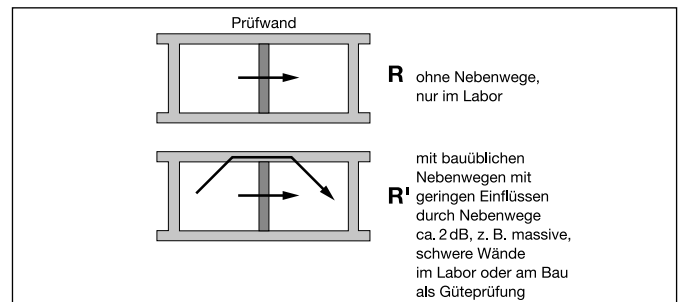 Prüfwand
R ohne Nebenwege,
nur im Labor
mit bauüblichen
Nebenwegen mit
R' geringen Einflüssen
durch Nebenwege
ca. 2 dB, z. B. massive,
schwere Wände
im Labor oder am Bau
als Güteprüfung